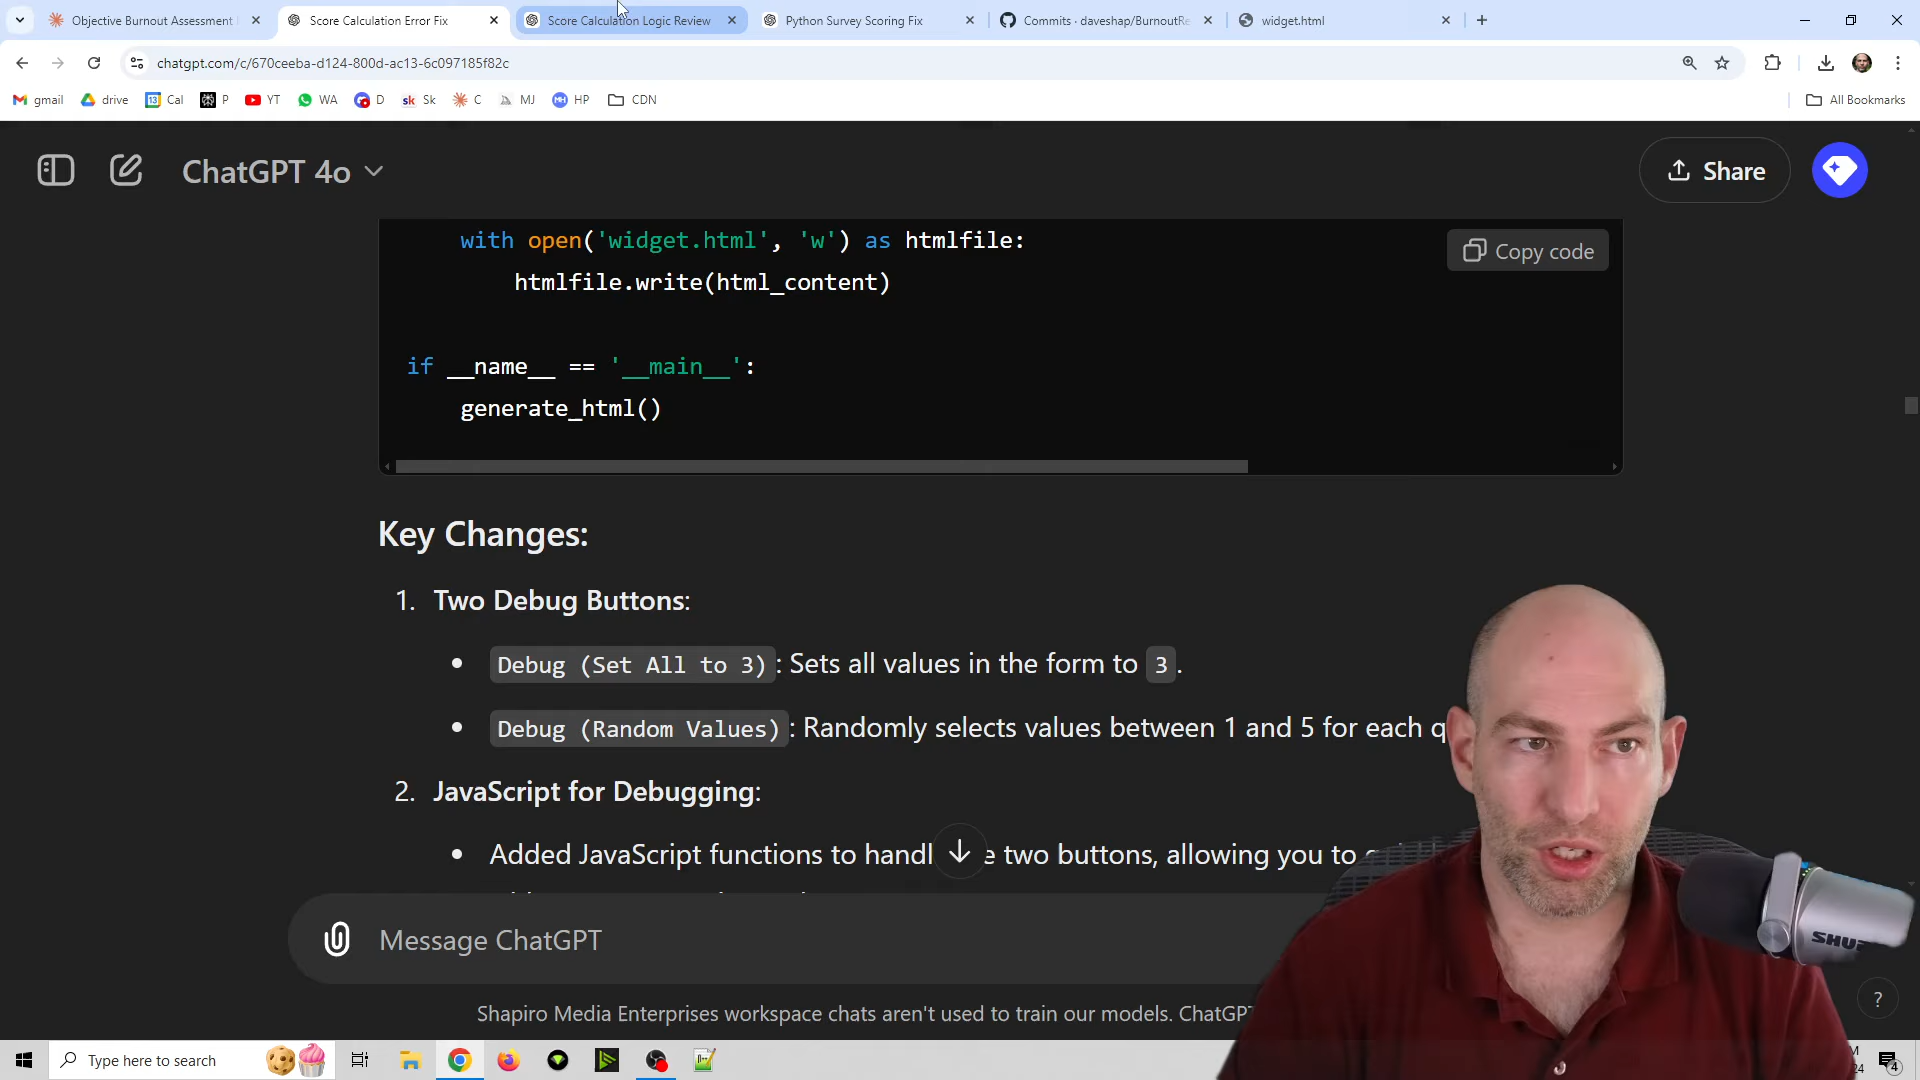 Objective Burnout Assessment
Score Calculation Error Fix
Score Calculation Logic Review
Python Survey Scoring Fix
Commits · daveshap/BurnoutRe
widget.html
chatgpt.com/c/670ceeba-d124-800d-ac13-6c097185f82c
gmail
drive
Cal
P
YT
WA
D
Sk
C
MJ
HP
CDN
All Bookmarks
ChatGPT 4o
Share
with open('widget.html', 'w') as htmlfile:
htmlfile.write(html_content)
Copy code
if __name__ == '__main__':
generate_html()
Key Changes:
1. Two Debug Buttons:
• Debug (Set All to 3): Sets all values in the form to 3.
• Debug (Random Values): Randomly selects values between 1 and 5 for each q
2. JavaScript for Debugging:
• Added JavaScript functions to handl e two buttons, allowing you to
Message ChatGPT
Shapiro Media Enterprises workspace chats aren't used to train our models. ChatGPT
?
SHU
Type here to search